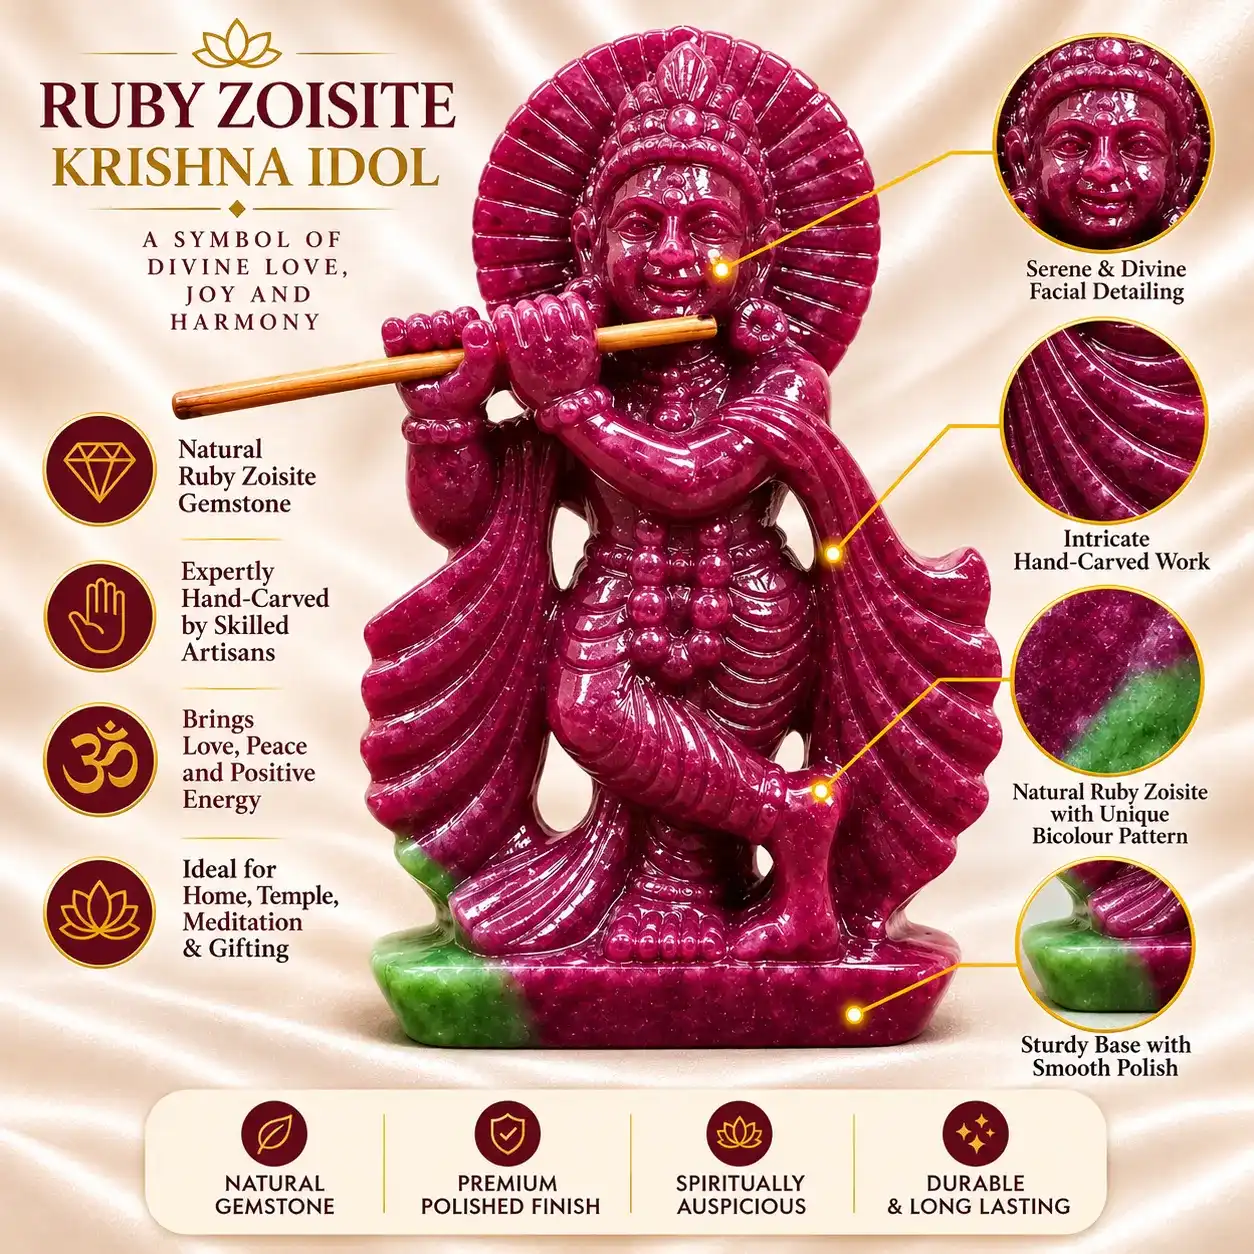 RUBY ZOISITE
KRISHNA IDOL
A SYMBOL OF
DIVINE LOVE,
JOY AND
HARMONY
Natural
Ruby Zoisite
Gemstone
Expertly
Hand-Carved
by Skilled
Artisans
Brings
Love, Peace
and Positive
Energy
Ideal for
Home, Temple,
Meditation
& Gifting
Serene & Divine
Facial Detailing
Intricate
Hand-Carved Work
Natural Ruby Zoisite
with Unique
Bicolour Pattern
Sturdy Base with
Smooth Polish
NATURAL
GEMSTONE
PREMIUM
POLISHED FINISH
SPIRITUALLY
AUSPICIOUS
DURABLE
& LONG LASTING
ॐ